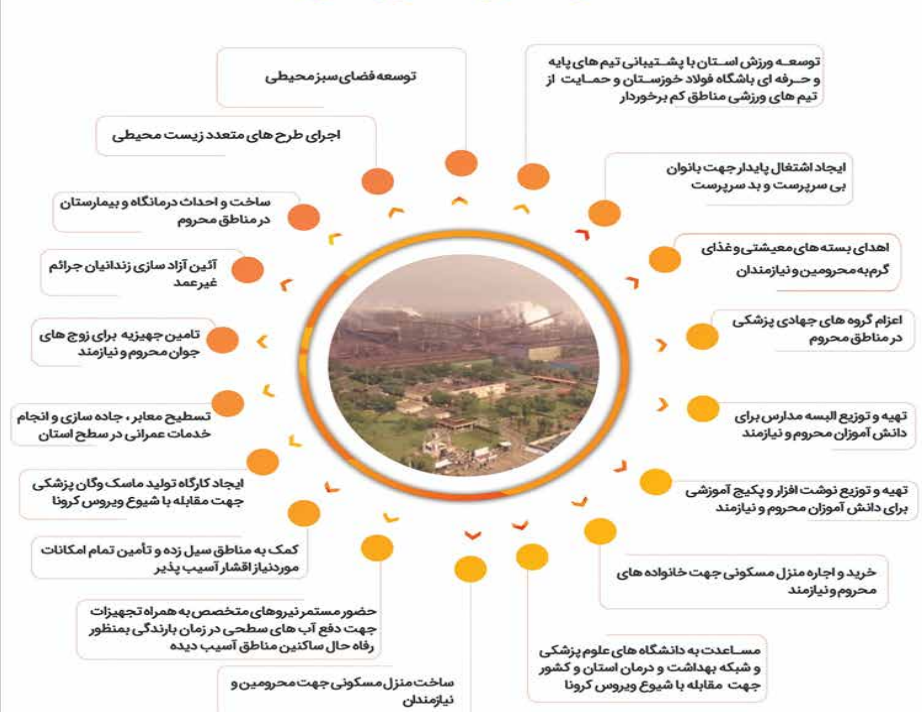 توسعه ورزش استان با پشتیبانی تیم های پایه
و حرفه ای باشگاه فولاد خوزستان و حمایت از
تیم های ورزشی مناطق کم برخوردار
ایجاد اشتغال پایدار جهت بانوان
بی سرپرست و بد سرپرست
اهدای بسته های معیشتی و غذای
گرم به محرومین و نیازمندان
اعزام گروه های جهادی پزشکی
در مناطق محروم
تهیه و توزیع البسه مدارس برای
دانش آموزان محروم و نیازمند
تهیه و توزیع نوشت افزار و پکیج آموزشی
برای دانش آموزان محروم و نیازمند
خرید و اجاره منزل مسکونی جهت خانواده های
محروم و نیازمند
مساعدت به دانشگاه های علوم پزشکی
و شبکه بهداشت و درمان استان و کشور
جهت مقابله با شیوع ویروس کرونا
ساخت منزل مسکونی جهت محرومین و
نیازمندان
حضور مستمر نیروهای متخصص به همراه تجهیزات
جهت دفع آب های سطحی در زمان بارندگی بمنظور
رفاه حال ساکنین مناطق آسیب دیده
کمک به مناطق سیل زده و تأمین تمام امکانات
موردنیاز اقشار آسیب پذیر
ایجاد کارگاه تولید ماسک وگان پزشکی
جهت مقابله با شیوع ویروس کرونا
تسطیح معابر ، جاده سازی و انجام
خدمات عمرانی در سطح استان
تامین جهیزیه برای زوج های
جوان محروم و نیازمند
آئین آزاد سازی زندانیان جرائم
غیر عمد
ساخت و احداث درمانگاه و بیمارستان
در مناطق محروم
اجرای طرح های متعدد زیست محیطی
توسعه فضای سبز محیطی